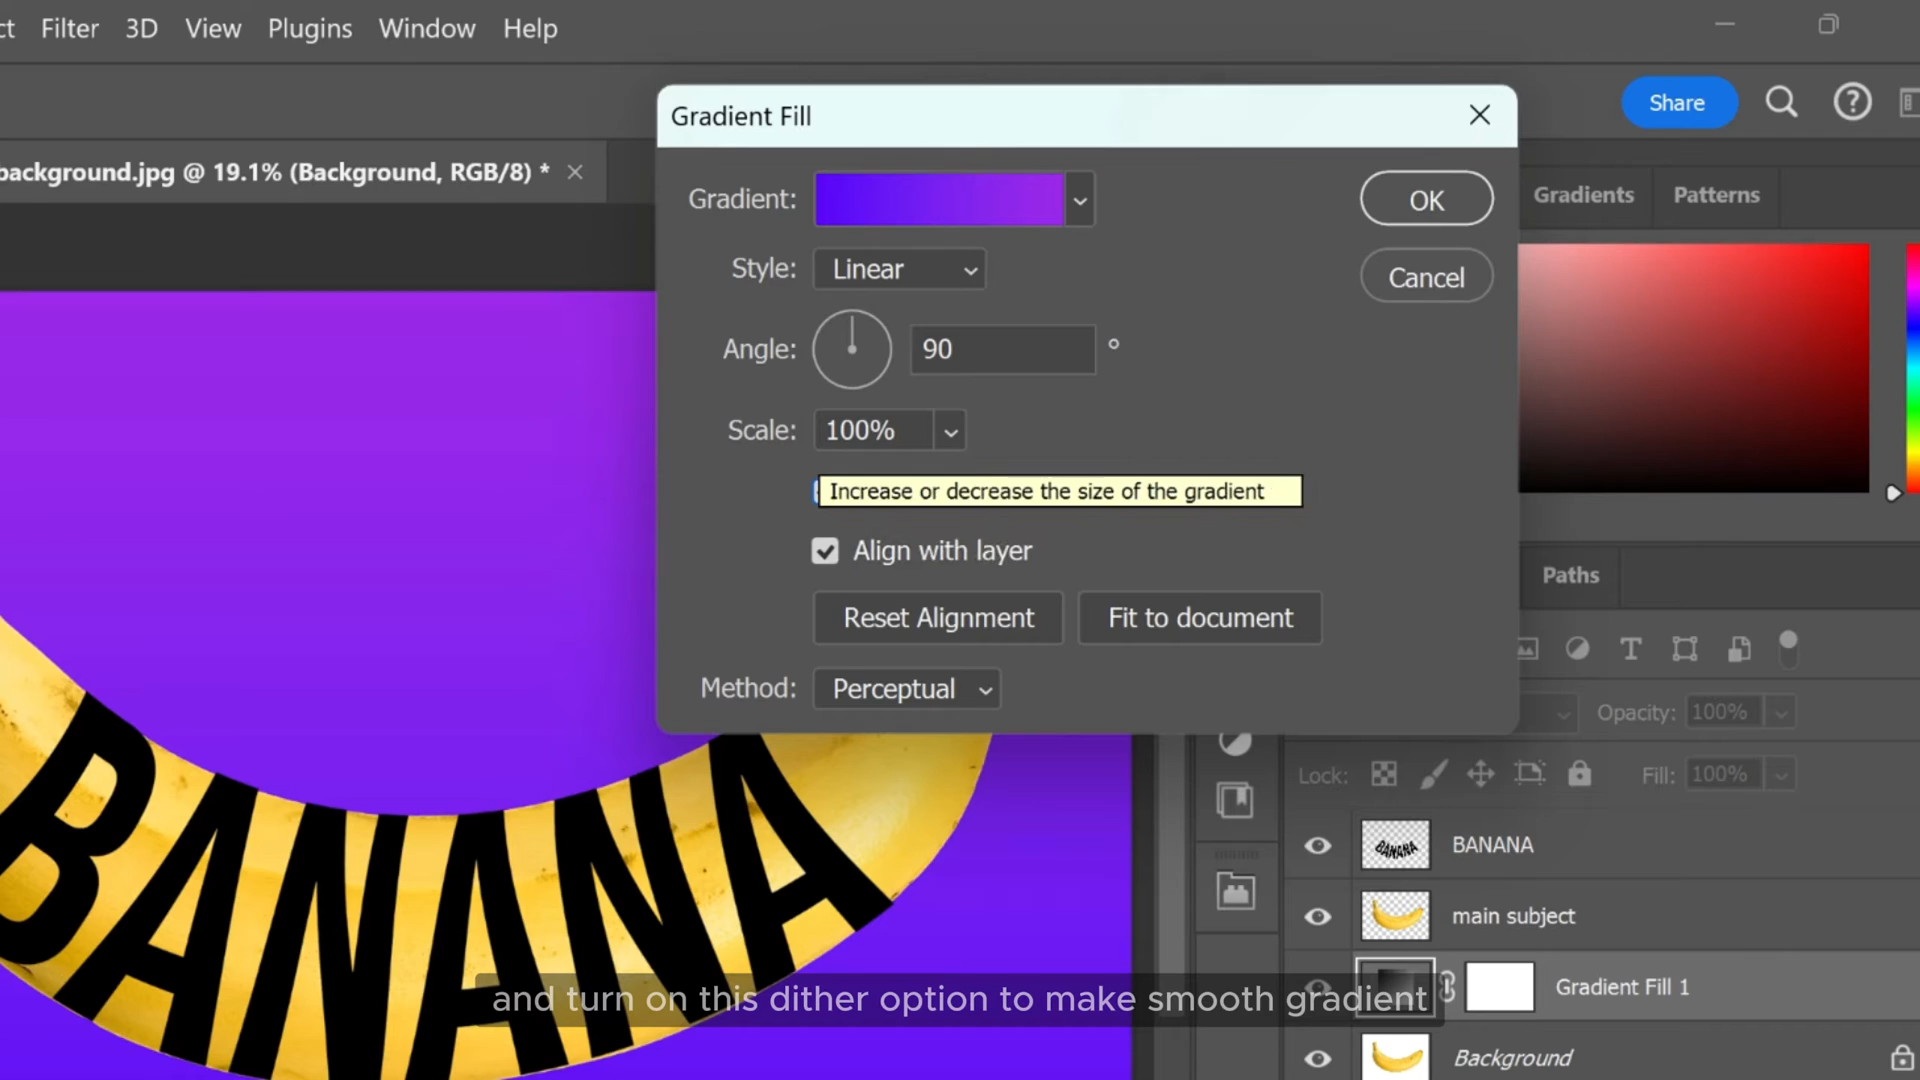 ct Filter 3D View Plugins Window Help
Share
background.jpg @ 19.1% (Background, RGB/8) *
Gradient Fill
Gradient:
OK
Style: Linear
Cancel
Angle: 90 °
Scale: 100%
Increase or decrease the size of the gradient
Align with layer
Reset Alignment Fit to document
Method: Perceptual
Gradients Patterns
Paths
Opacity: 100%
Lock: Fill: 100%
BANANA
main subject
Gradient Fill 1
Background
BANANA
BANANA
and turn on this dither option to make smooth gradient